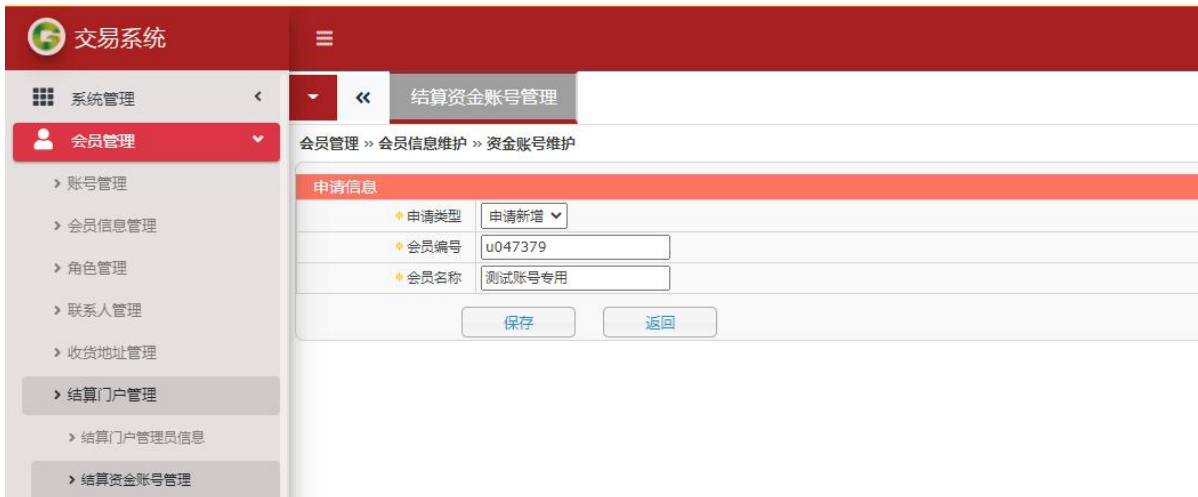 交易系统
系统管理
会员管理
账号管理
会员信息管理
角色管理
联系人管理
收货地址管理
结算门户管理
结算门户管理员信息
结算资金账号管理
结算资金账号管理
会员管理 » 会员信息维护 » 资金账号维护
申请信息
申请类型 申请新增
会员编号 u047379
会员名称 测试账号专用
保存 返回